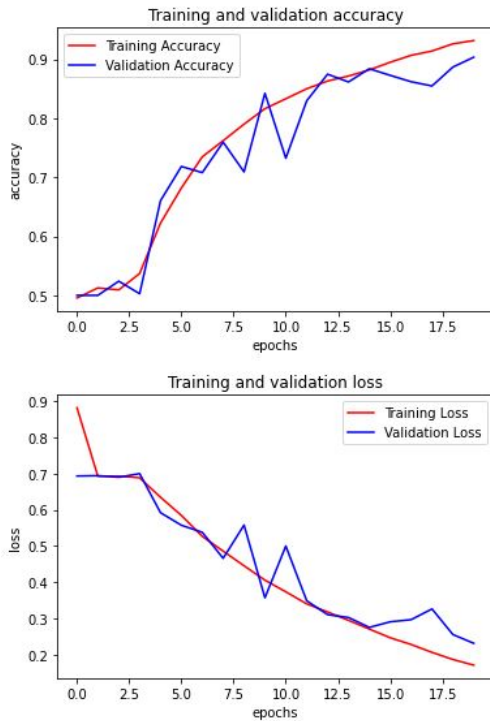 Training and validation accuracy
Training Accuracy
Validation Accuracy
0.9
0.8
0.7
0.6
0.5
accuracy
0.0 2.5 5.0 7.5 10.0 12.5 15.0 17.5
epochs
Training and validation loss
Training Loss
Validation Loss
0.9
0.8
0.7
0.6
0.5
0.4
0.3
0.2
loss
0.0 2.5 5.0 7.5 10.0 12.5 15.0 17.5
epochs